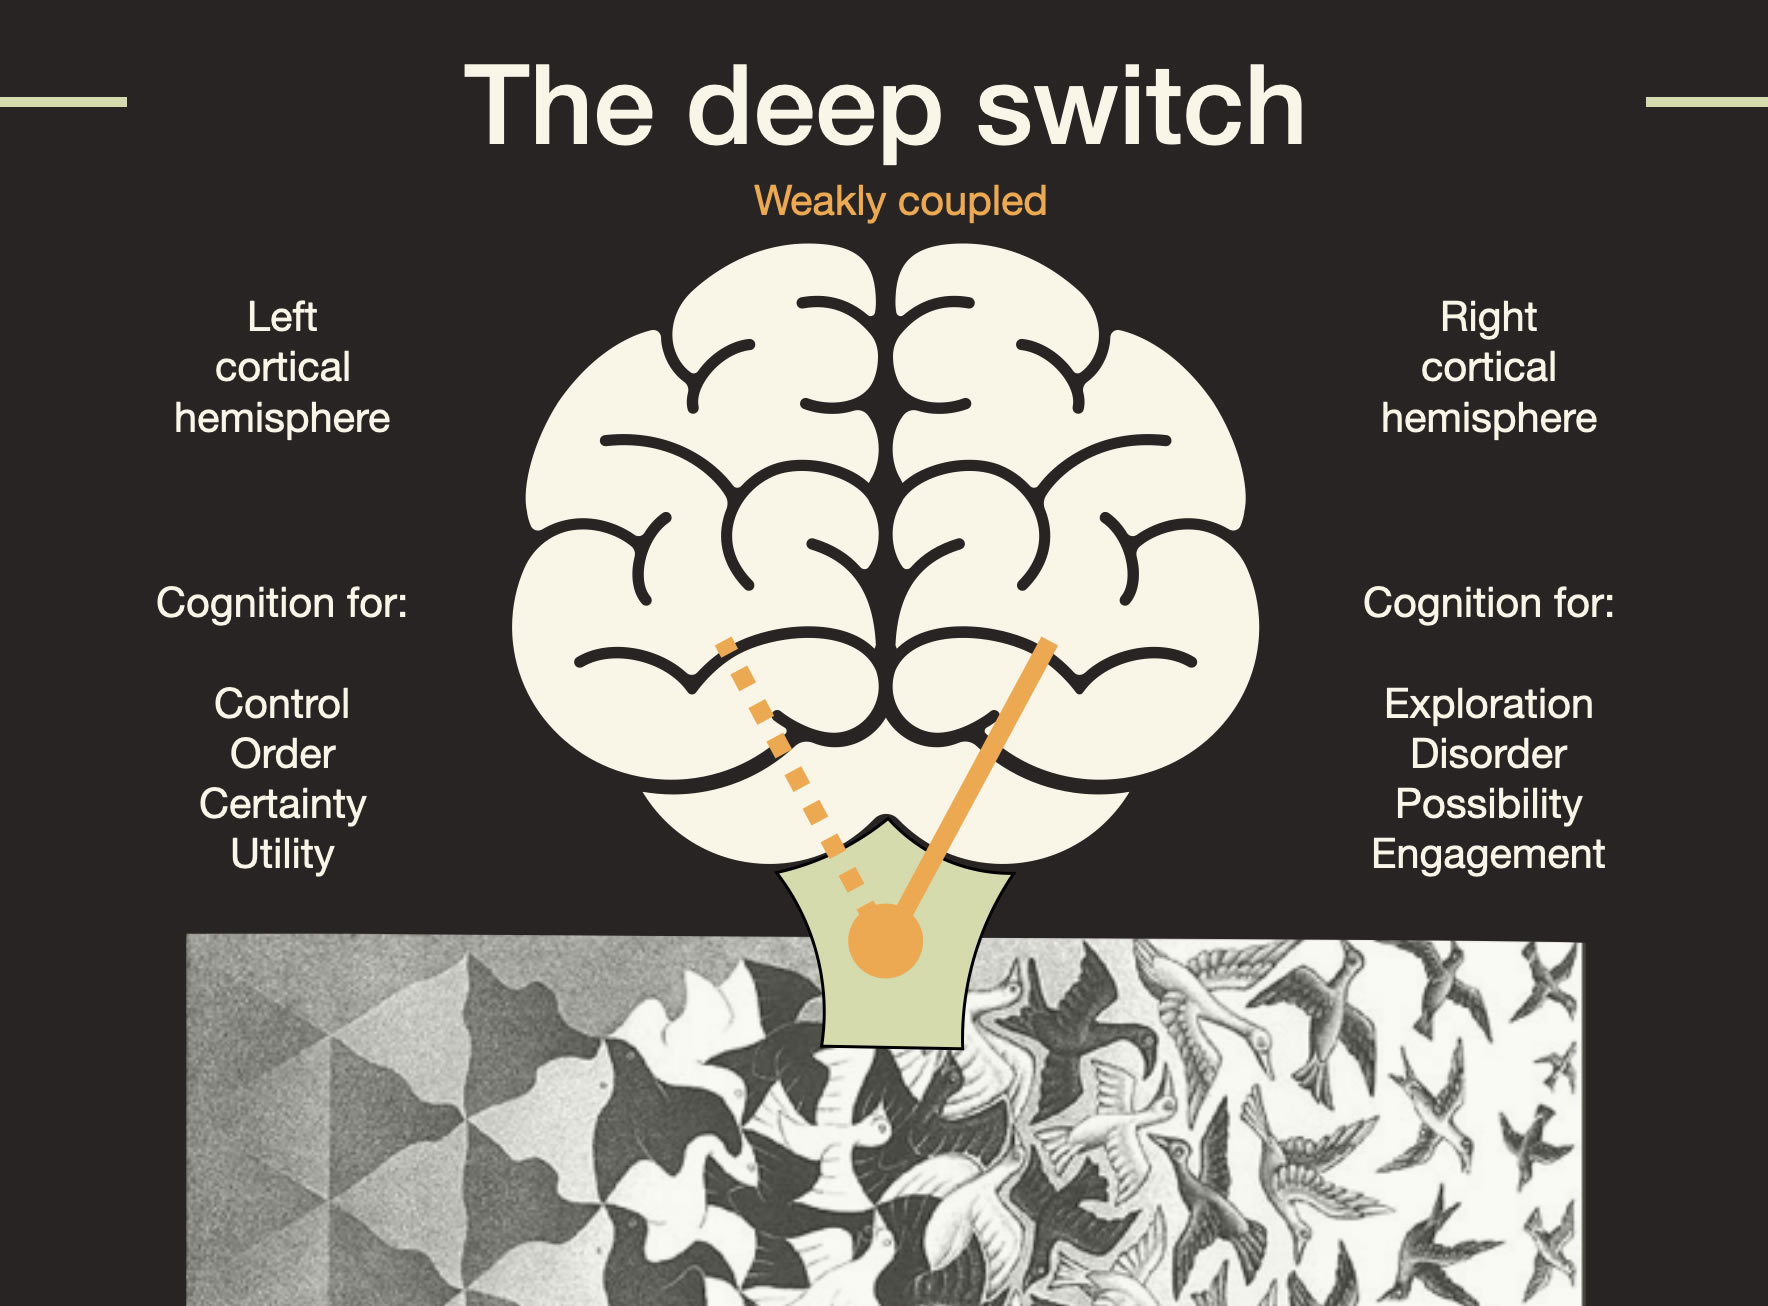 The deep switch
Weakly coupled
Left
cortical
hemisphere
Cognition for:
Control
Order
Certainty
Utility
Right
cortical
hemisphere
Cognition for:
Exploration
Disorder
Possibility
Engagement